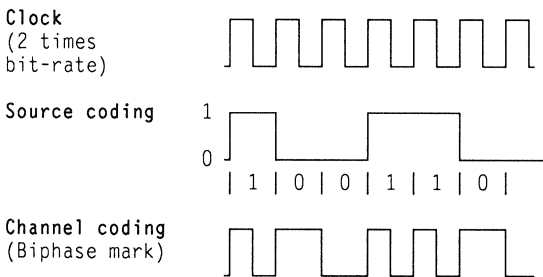 Clock
(2 times
bit-rate)
Source coding
1
0
| 1 | 0 | 0 | 1 | 1 | 0 |
Channel coding
(Biphase mark)